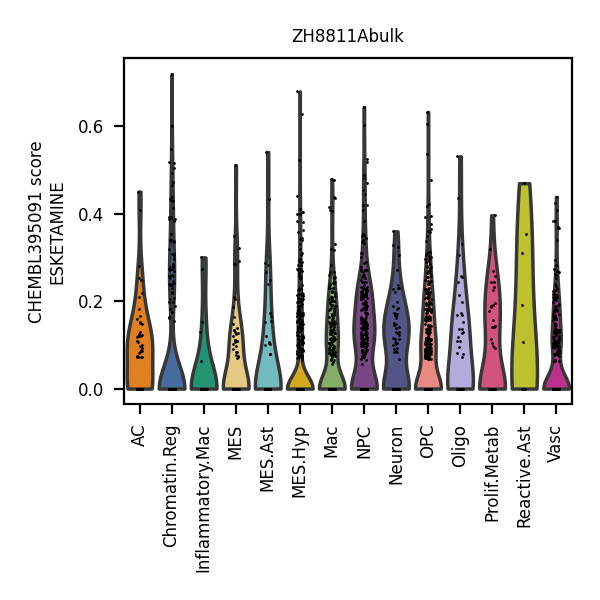 ZH8811Abulk
CHEMBL395091 score
ESKETAMINE
0.6
0.4
0.2
0.0
AC
Chromatin.Reg
Inflammatory.Mac
MES
MES.Ast
MES.Hyp
Mac
NPC
Neuron
OPC
Oligo
Prolif.Metab
Reactive.Ast
Vasc